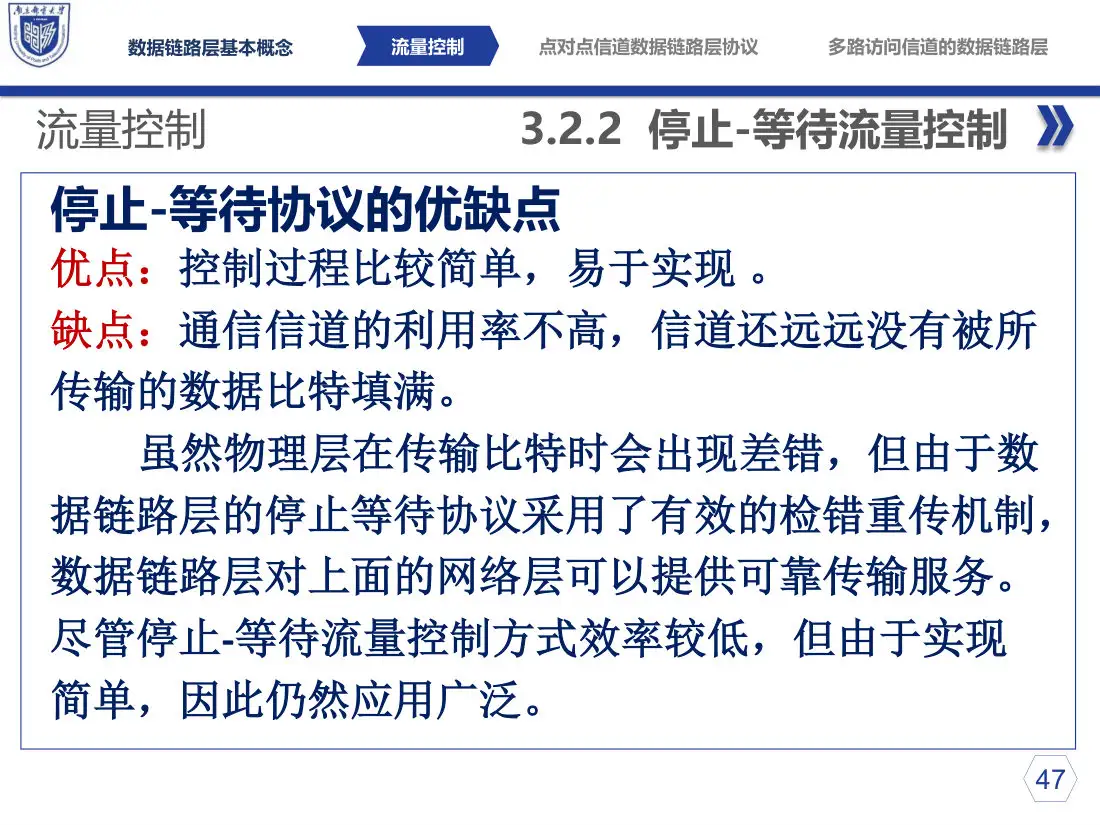 南京邮电大学
数据链路层基本概念
流量控制
点对点信道数据链路层协议
多路访问信道的数据链路层
流量控制
3.2.2 停止-等待流量控制
停止-等待协议的优缺点
优点：控制过程比较简单，易于实现 。
缺点：通信信道的利用率不高，信道还远远没有被所
传输的数据比特填满。
虽然物理层在传输比特时会出现差错，但由于数
据链路层的停止等待协议采用了有效的检错重传机制，
数据链路层对上面的网络层可以提供可靠传输服务。
尽管停止-等待流量控制方式效率较低，但由于实现
简单，因此仍然应用广泛。
47